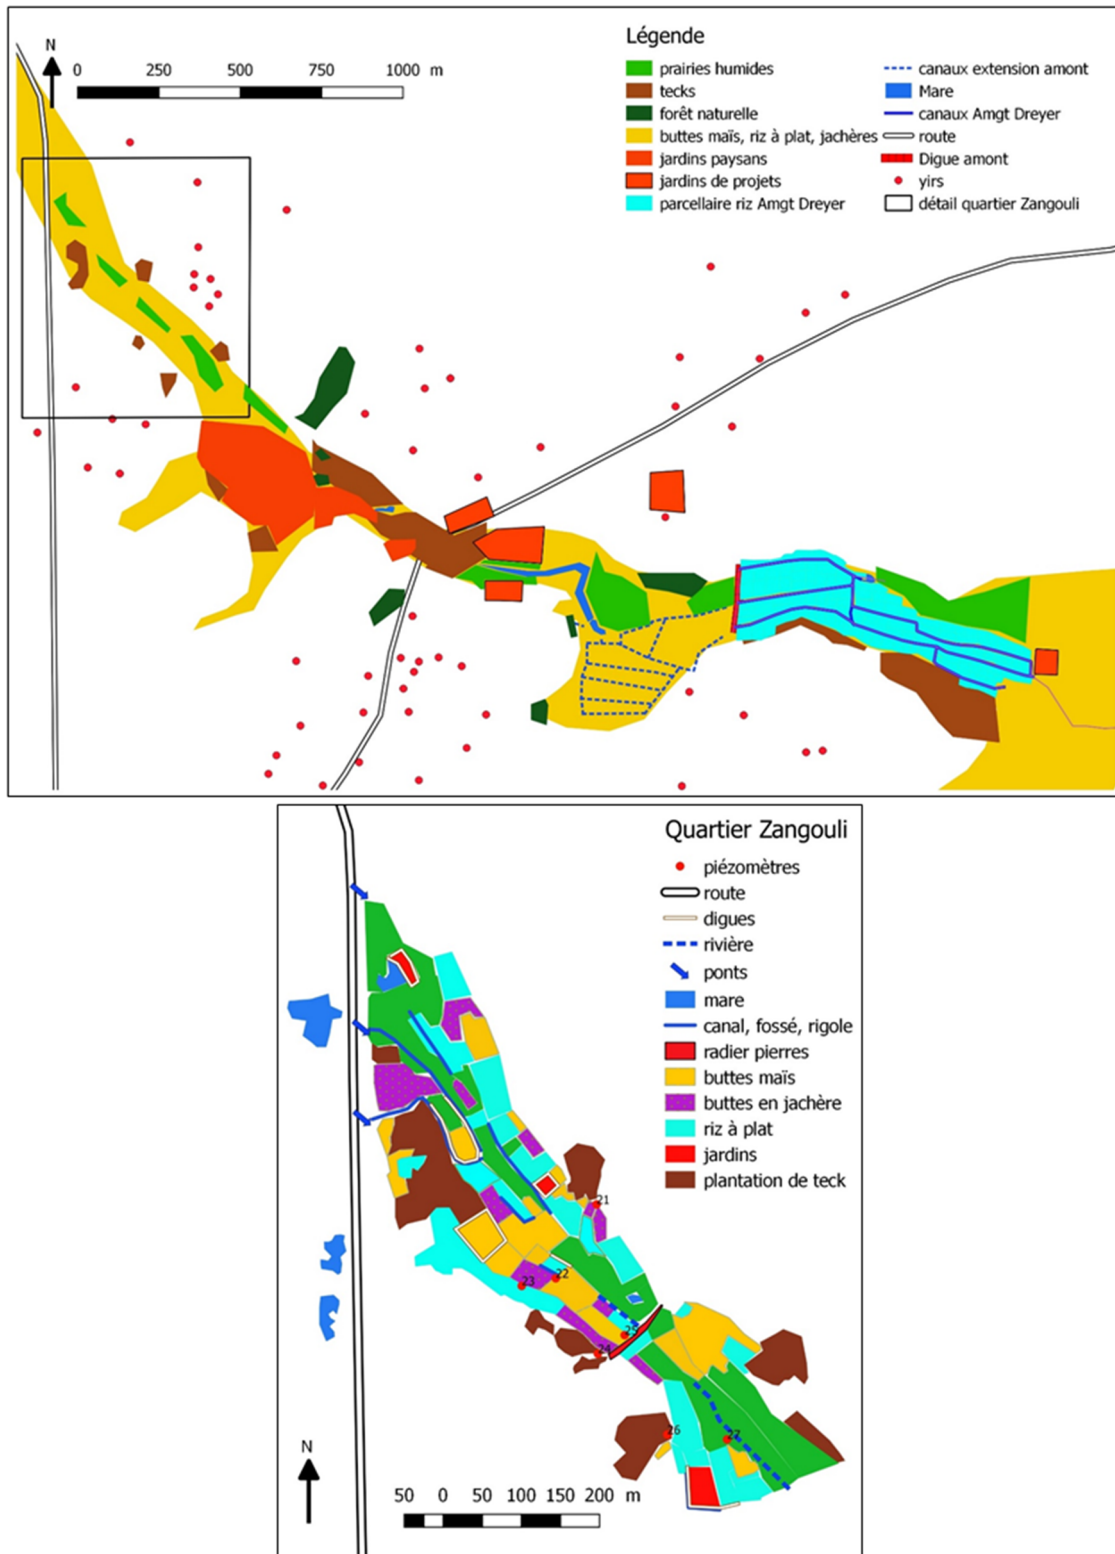 Légende
N
0 250 500 750 1000 m
prairies humides
tecks
forêt naturelle
buttes maïs, riz à plat, jachères
jardins paysans
jardins de projets
parcellaire riz Amgt Dreyer
canaux extension amont
Mare
canaux Amgt Dreyer
route
Digue amont
yirs
détail quartier Zangouli
Quartier Zangouli
piézomètres
route
digues
rivière
ponts
mare
canal, fossé, rigole
radier pierres
buttes maïs
buttes en jachère
riz à plat
jardins
plantation de teck
21
22
23
25
24
26
27
N
50 0 50 100 150 200 m